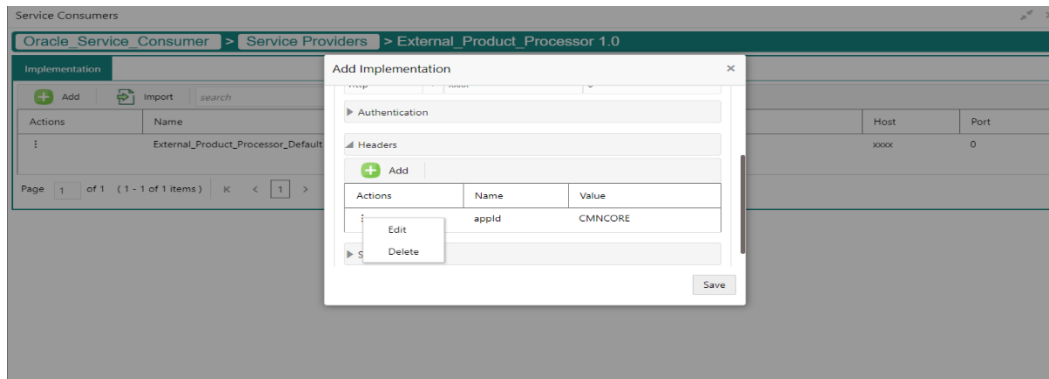 Service Consumers
Oracle_Service_Consumer > Service Providers > External_Product_Processor 1.0
Implementation
Add Import search
Actions Name Host Port
External_Product_Processor_Default xxxx 0
Page 1 of 1 (1 - 1 of 1 items) K < 1 >
Add Implementation ×
Authentication
Headers
Add
Actions Name Value
appId CMNCORE
Edit
Delete
S
Save